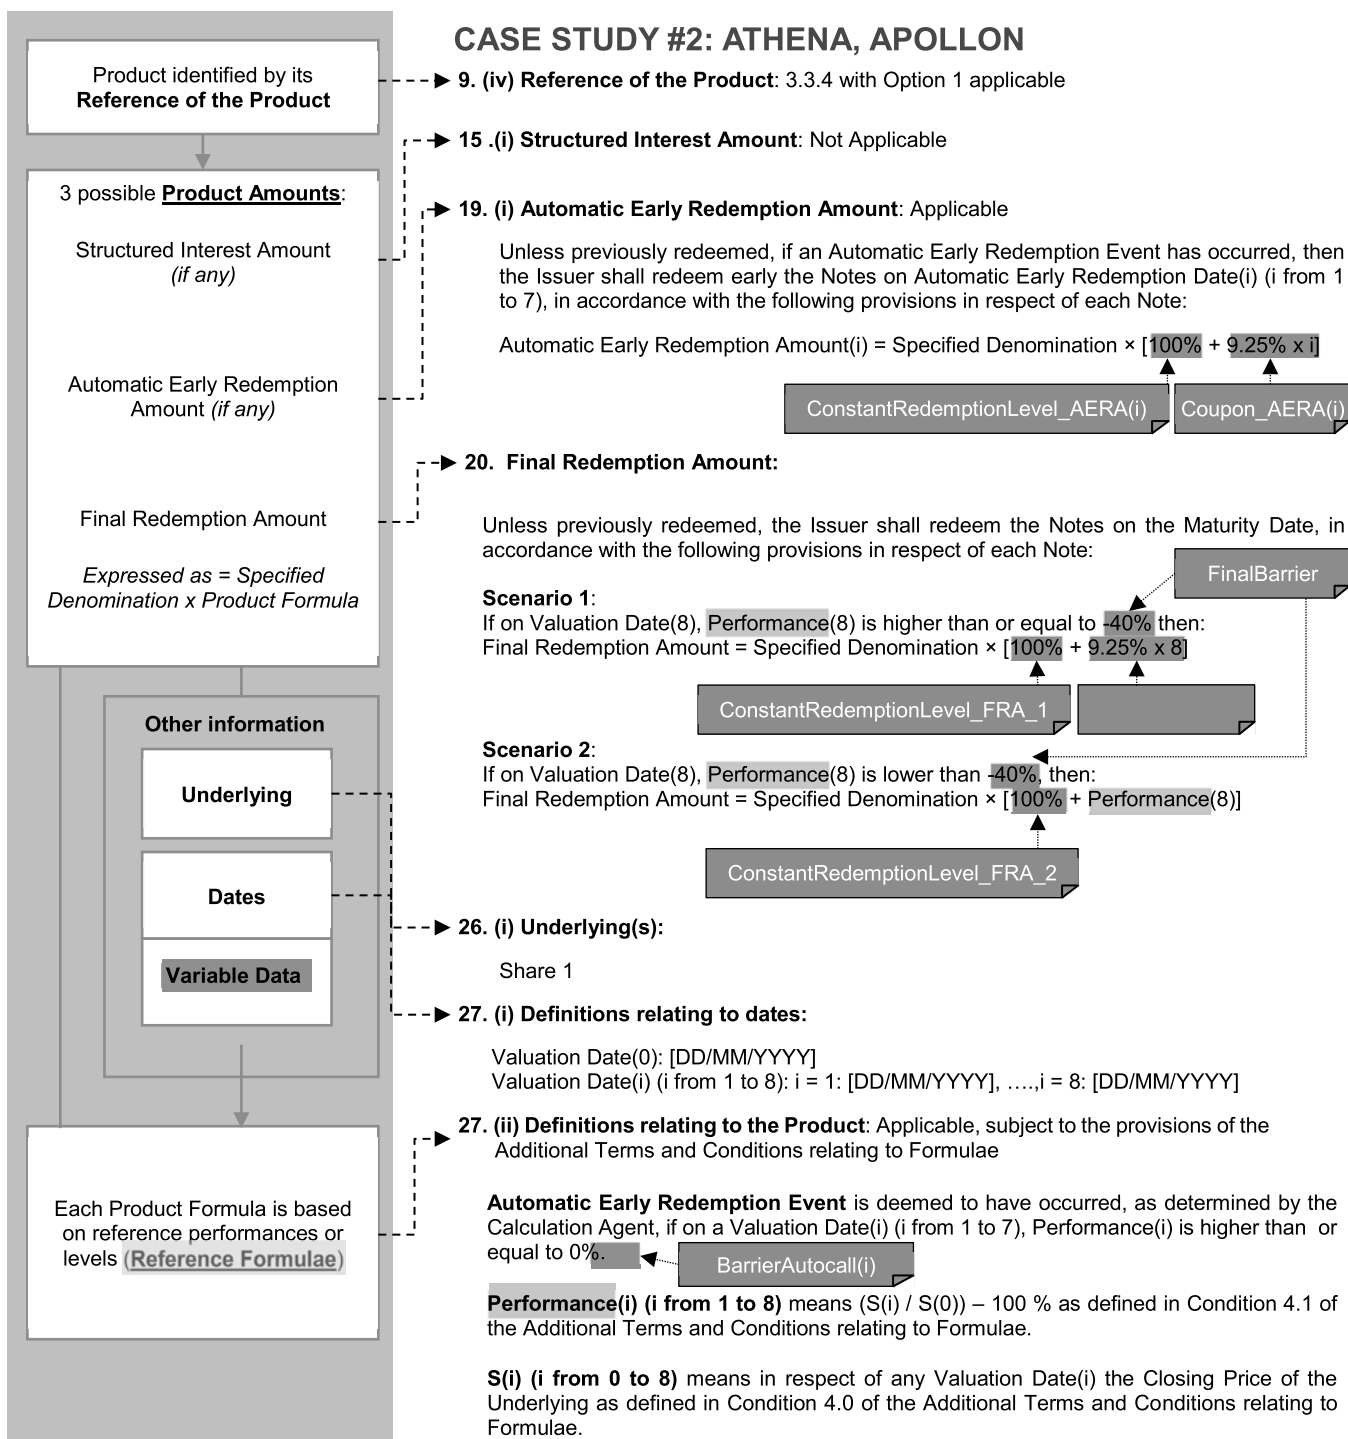 CASE STUDY #2: ATHENA, APOLLON
Product identified by its
Reference of the Product
3 possible Product Amounts:
Structured Interest Amount
(if any)
Automatic Early Redemption
Amount (if any)
Final Redemption Amount
Expressed as = Specified
Denomination x Product Formula
Other information
Underlying
Dates
Variable Data
Each Product Formula is based
on reference performances or
levels (Reference Formulae)
9. (iv) Reference of the Product: 3.3.4 with Option 1 applicable
15 .(i) Structured Interest Amount: Not Applicable
19. (i) Automatic Early Redemption Amount: Applicable
Unless previously redeemed, if an Automatic Early Redemption Event has occurred, then
the Issuer shall redeem early the Notes on Automatic Early Redemption Date(i) (i from 1
to 7), in accordance with the following provisions in respect of each Note:
Automatic Early Redemption Amount(i) = Specified Denomination × [100% + 9.25% x i]
ConstantRedemptionLevel_AERA(i)
Coupon_AERA(i)
20. Final Redemption Amount:
Unless previously redeemed, the Issuer shall redeem the Notes on the Maturity Date, in
accordance with the following provisions in respect of each Note:
FinalBarrier
Scenario 1:
If on Valuation Date(8), Performance(8) is higher than or equal to -40% then:
Final Redemption Amount = Specified Denomination × [100% + 9.25% x 8]
ConstantRedemptionLevel_FRA_1
Scenario 2:
If on Valuation Date(8), Performance(8) is lower than -40%, then:
Final Redemption Amount = Specified Denomination × [100% + Performance(8)]
ConstantRedemptionLevel_FRA_2
26. (i) Underlying(s):
Share 1
27. (i) Definitions relating to dates:
Valuation Date(0): [DD/MM/YYYY]
Valuation Date(i) (i from 1 to 8): i = 1: [DD/MM/YYYY], ….,i = 8: [DD/MM/YYYY]
27. (ii) Definitions relating to the Product: Applicable, subject to the provisions of the
Additional Terms and Conditions relating to Formulae
Automatic Early Redemption Event is deemed to have occurred, as determined by the
Calculation Agent, if on a Valuation Date(i) (i from 1 to 7), Performance(i) is higher than or
equal to 0%.
BarrierAutocall(i)
Performance(i) (i from 1 to 8) means (S(i) / S(0)) – 100 % as defined in Condition 4.1 of
the Additional Terms and Conditions relating to Formulae.
S(i) (i from 0 to 8) means in respect of any Valuation Date(i) the Closing Price of the
Underlying as defined in Condition 4.0 of the Additional Terms and Conditions relating to
Formulae.